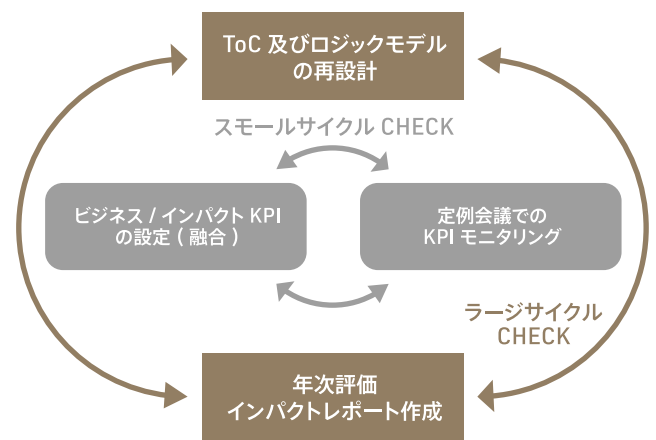 ToC 及びロジックモデル
の再設計
スモールサイクル CHECK
ビジネス / インパクト KPI
の設定 ( 融合 )
定例会議での
KPI モニタリング
ラージサイクル
CHECK
年次評価
インパクトレポート作成